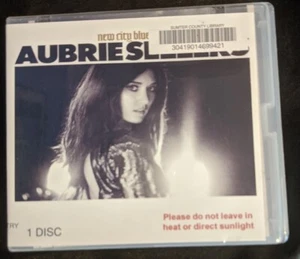 SUMTER COUNTY LIBRARY
30419014699421
new city blue
AUBRIE SELLERS
RY
1 DISC
Please do not leave in
heat or direct sunlight